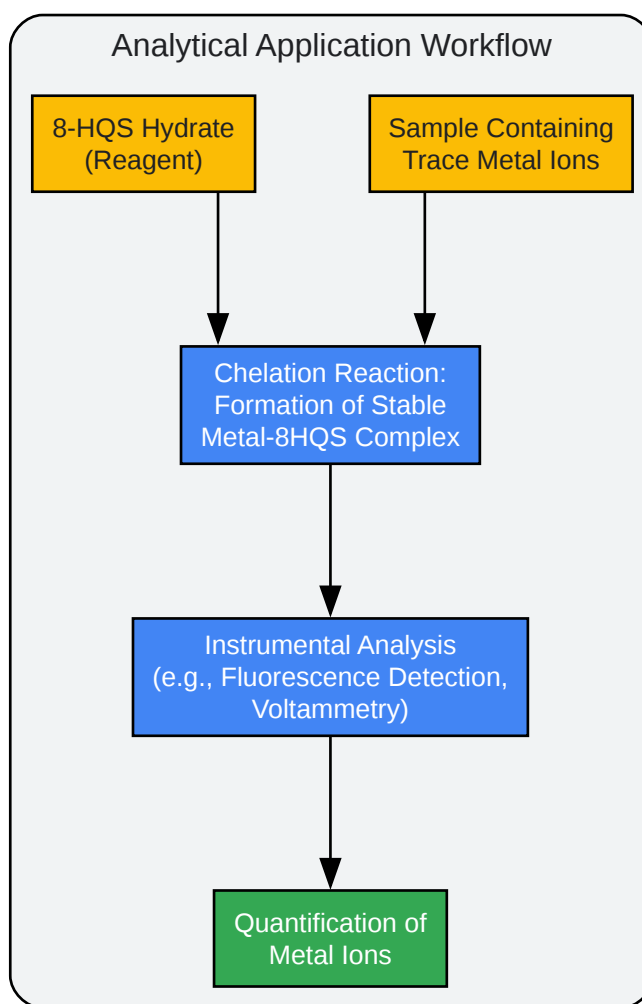 Analytical Application Workflow
8-HQS Hydrate
(Reagent)
Sample Containing
Trace Metal Ions
Chelation Reaction:
Formation of Stable
Metal-8HQS Complex
Instrumental Analysis
(e.g., Fluorescence Detection,
Voltammetry)
Quantification of
Metal Ions